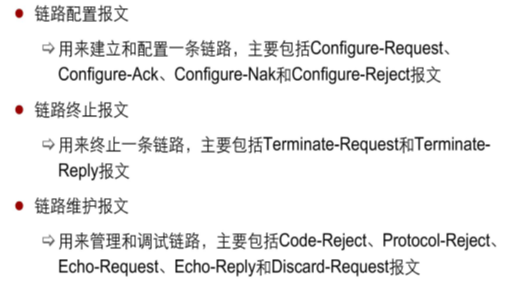 ● 链路配置报文
⇨用来建立和配置一条链路，主要包括Configure-Request、
Configure-Ack、Configure-Nak和Configure-Reject报文
● 链路终止报文
⇨用来终止一条链路，主要包括Terminate-Request和Terminate-
Reply报文
● 链路维护报文
⇨用来管理和调试链路，主要包括Code-Reject、Protocol-Reject、
Echo-Request、Echo-Reply和Discard-Request报文